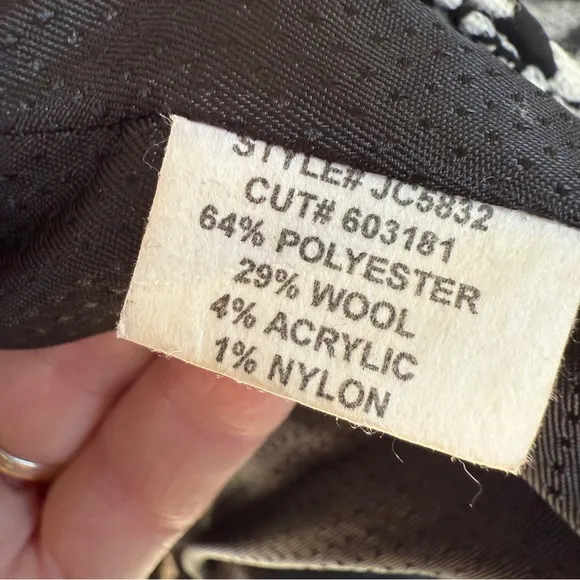 STYLE# JC5832
CUT# 603181
64% POLYESTER
29% WOOL
4% ACRYLIC
1% NYLON